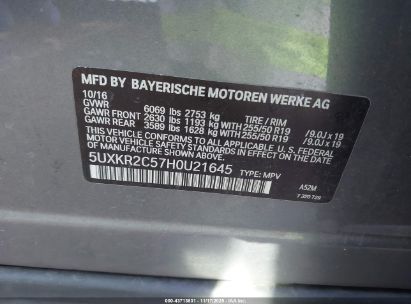 MFD BY BAYERISCHE MOTOREN WERKE AG
10/16
GVWR 6069 lbs 2753 kg TIRE / RIM
GAWR FRONT 2630 lbs 1193 kg WITH 255/50 R19 /9.0J x 19
GAWR REAR 3589 lbs 1628 kg WITH 255/50 R19 /9.0J x 19
THIS VEHICLE CONFORMS TO ALL APPLICABLE U.S. FEDERAL
MOTOR VEHICLE SAFETY STANDARDS IN EFFECT ON THE
DATE OF MANUFACTURE SHOWN ABOVE.
5UXKR2C57H0U21645 TYPE: MPV
A52M